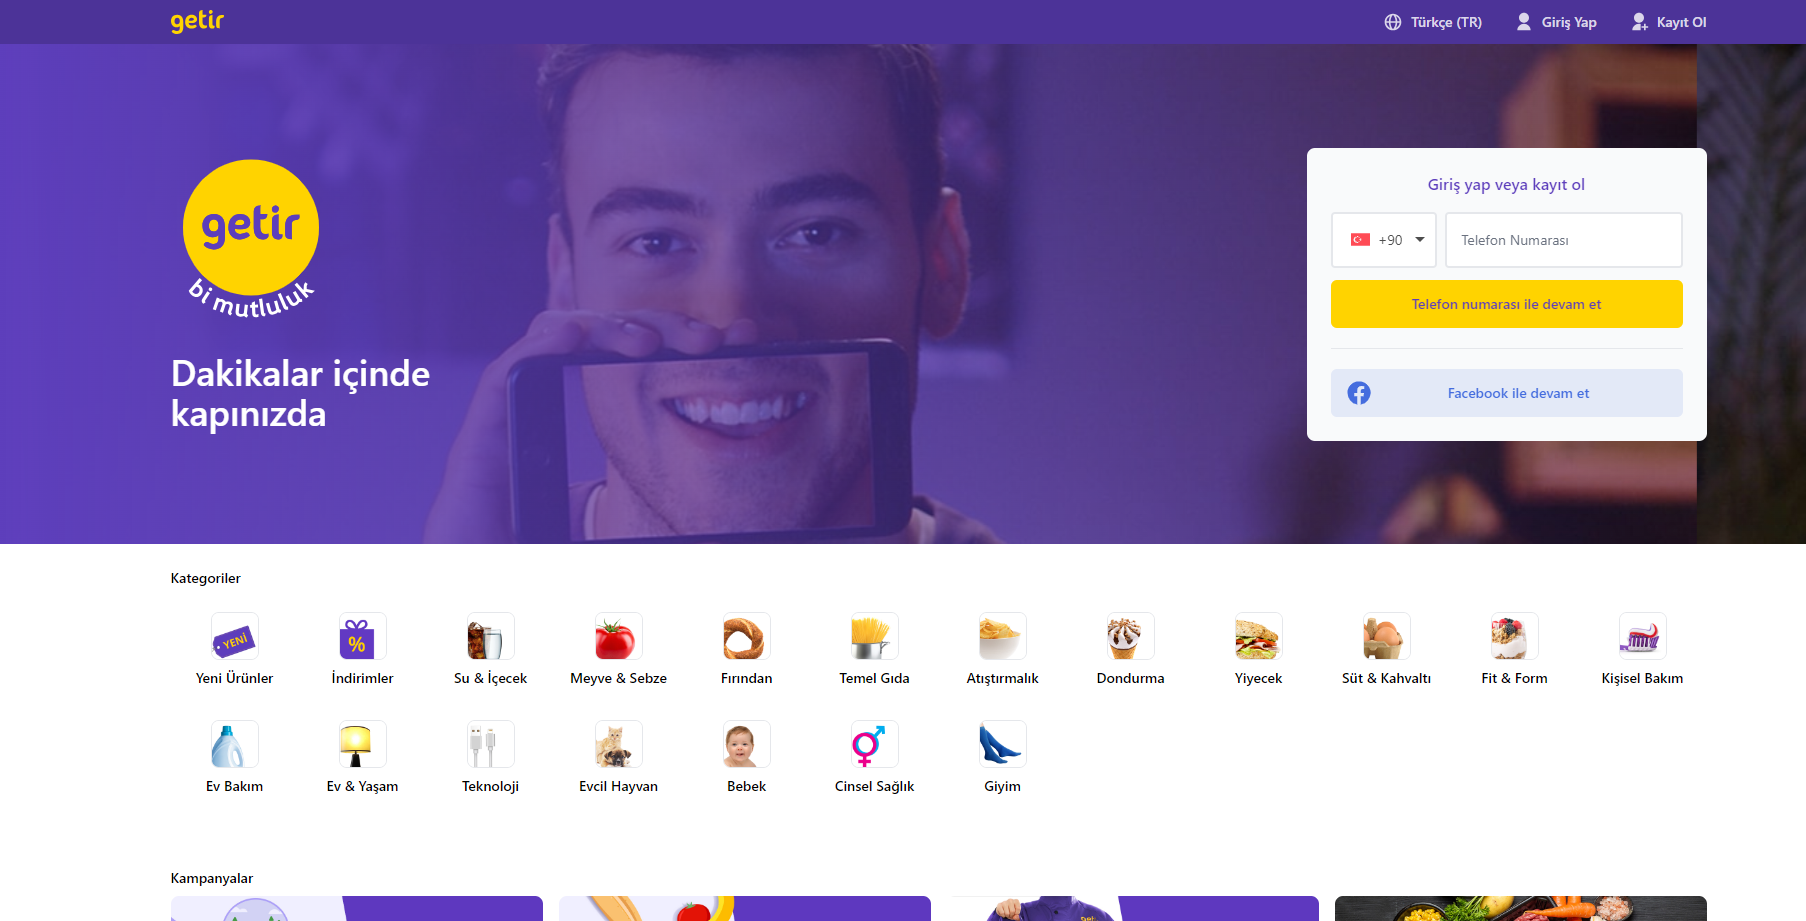 getir
Türkçe (TR)
Giriş Yap
Kayıt Ol
getir
bi mutluluk
Dakikalar içinde
kapınızda
Giriş yap veya kayıt ol
+90
Telefon Numarası
Telefon numarası ile devam et
Facebook ile devam et
Kategoriler
YENİ
%
Yeni Ürünler
İndirimler
Su & İçecek
Meyve & Sebze
Fırından
Temel Gıda
Atıştırmalık
Dondurma
Yiyecek
Süt & Kahvaltı
Fit & Form
Kişisel Bakım
Ev Bakım
Ev & Yaşam
Teknoloji
Evcil Hayvan
Bebek
Cinsel Sağlık
Giyim
Kampanyalar